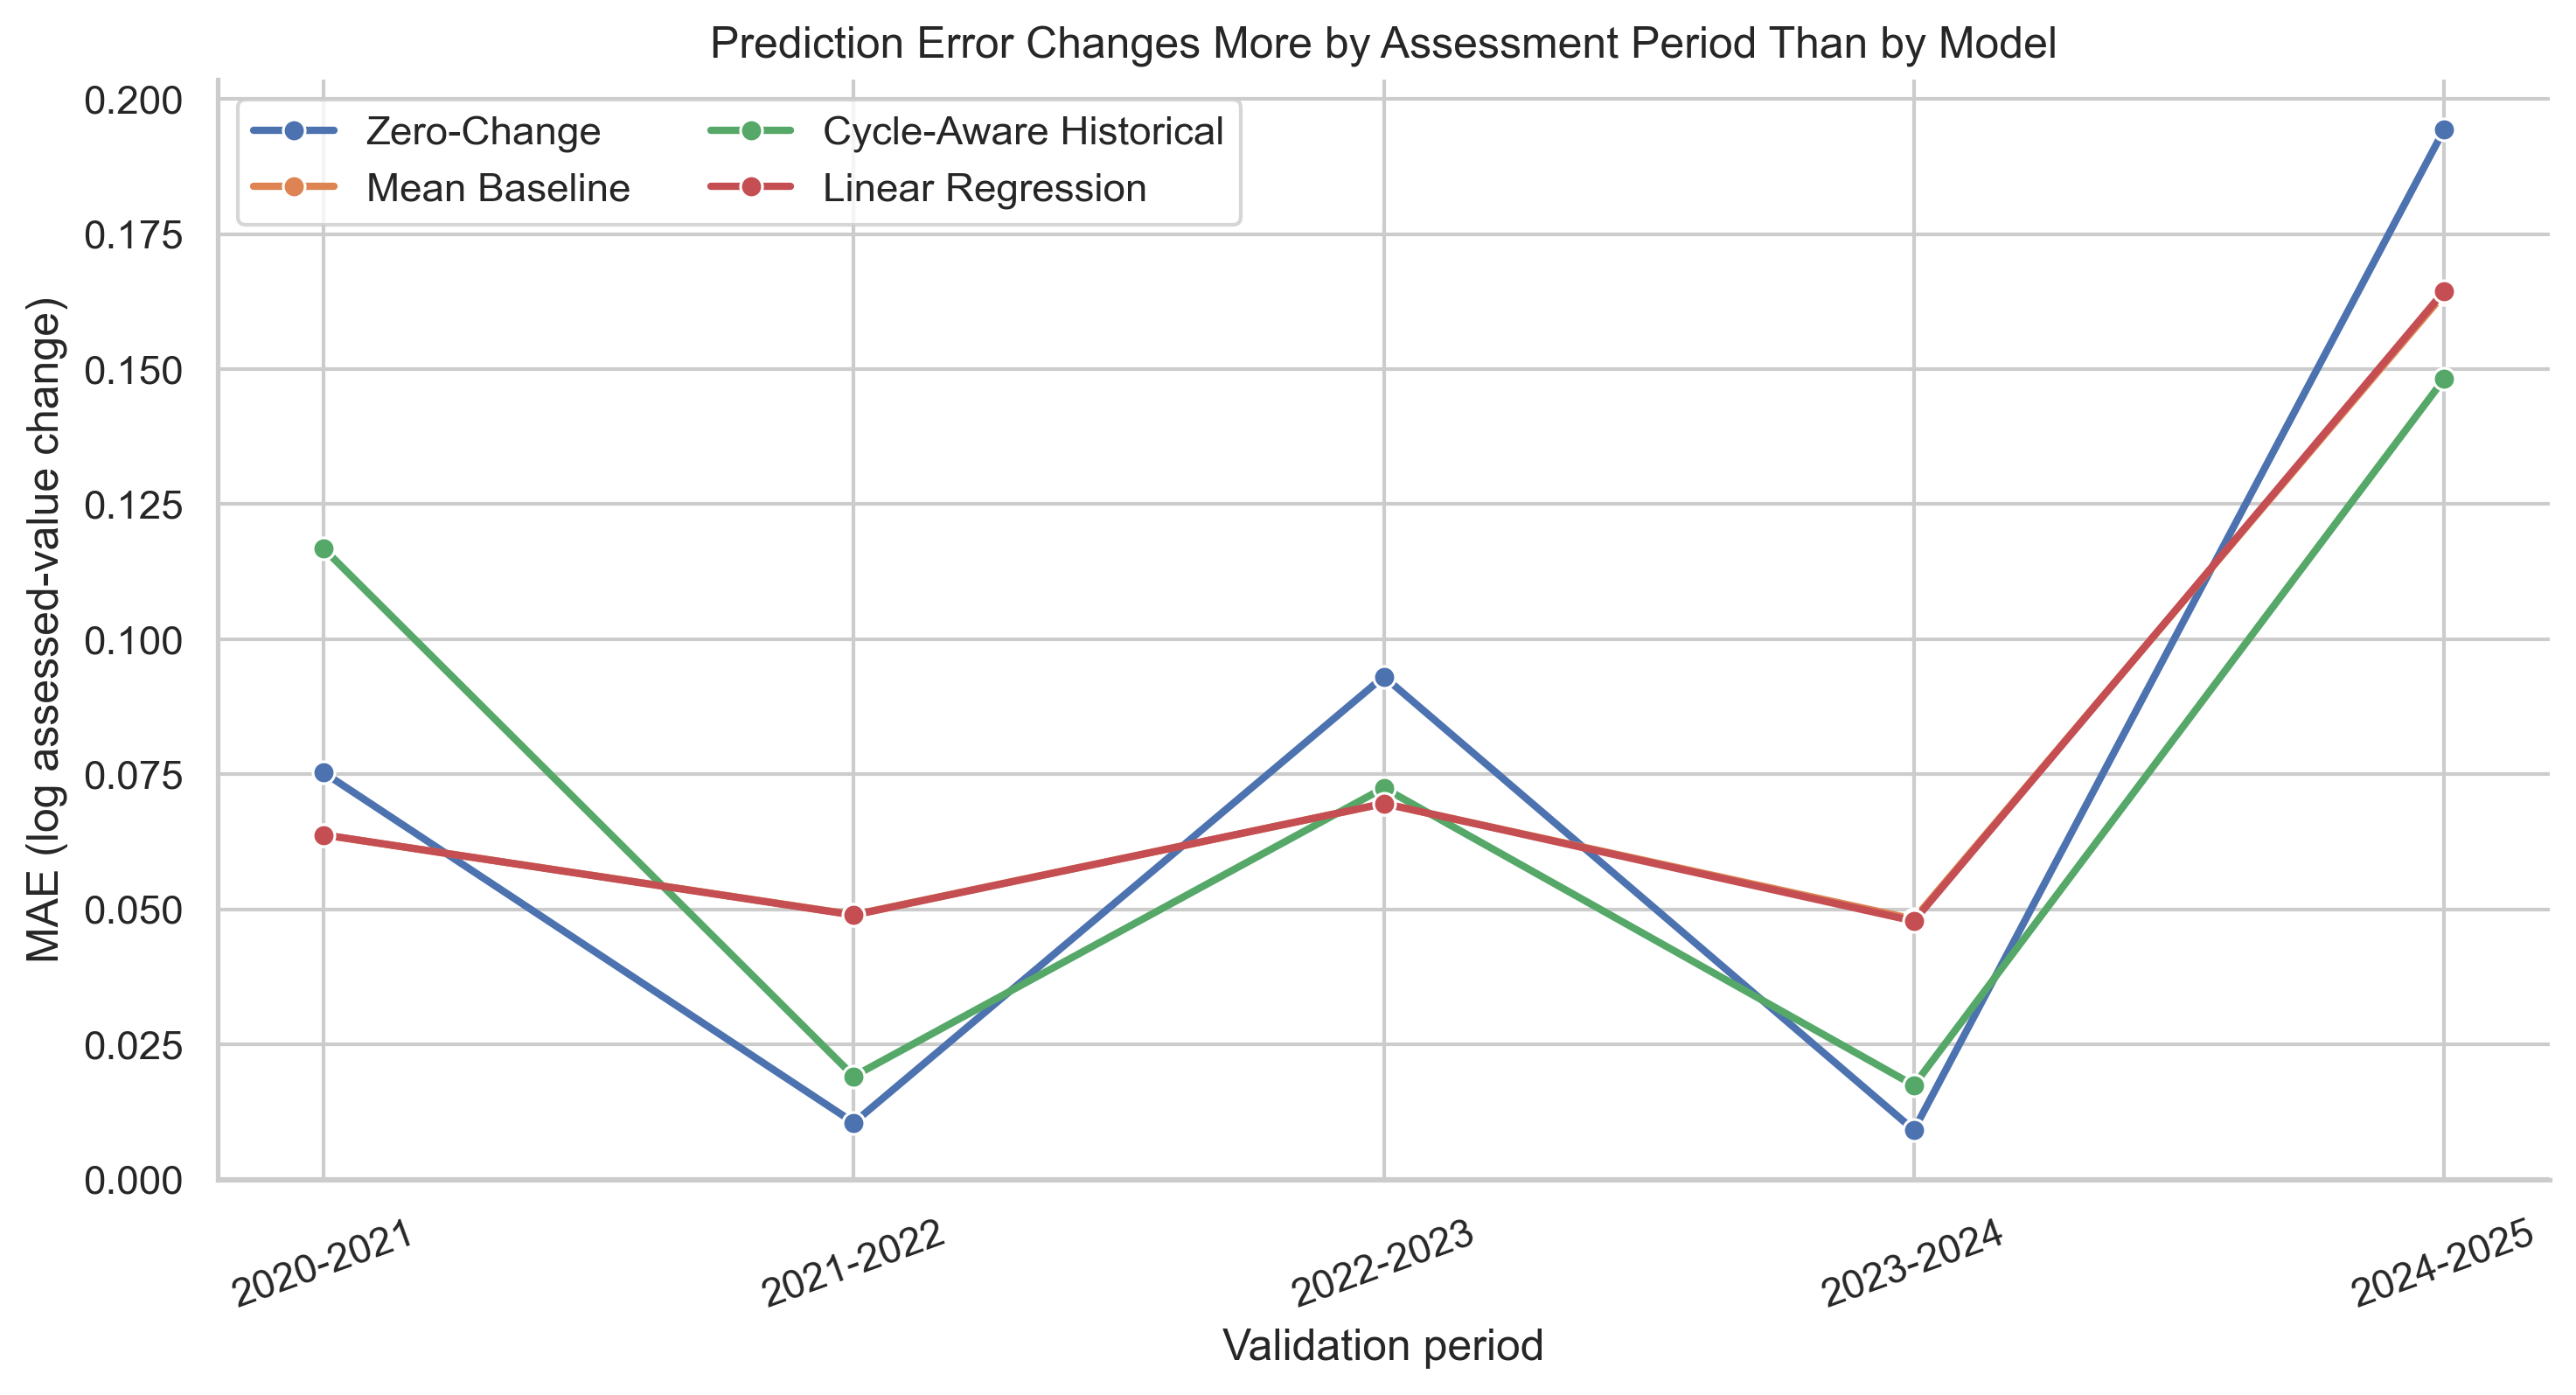 Prediction Error Changes More by Assessment Period Than by Model
Zero-Change
Mean Baseline
Cycle-Aware Historical
Linear Regression
MAE (log assessed-value change)
0.200
0.175
0.150
0.125
0.100
0.075
0.050
0.025
0.000
2020-2021
2021-2022
2022-2023
2023-2024
2024-2025
Validation period